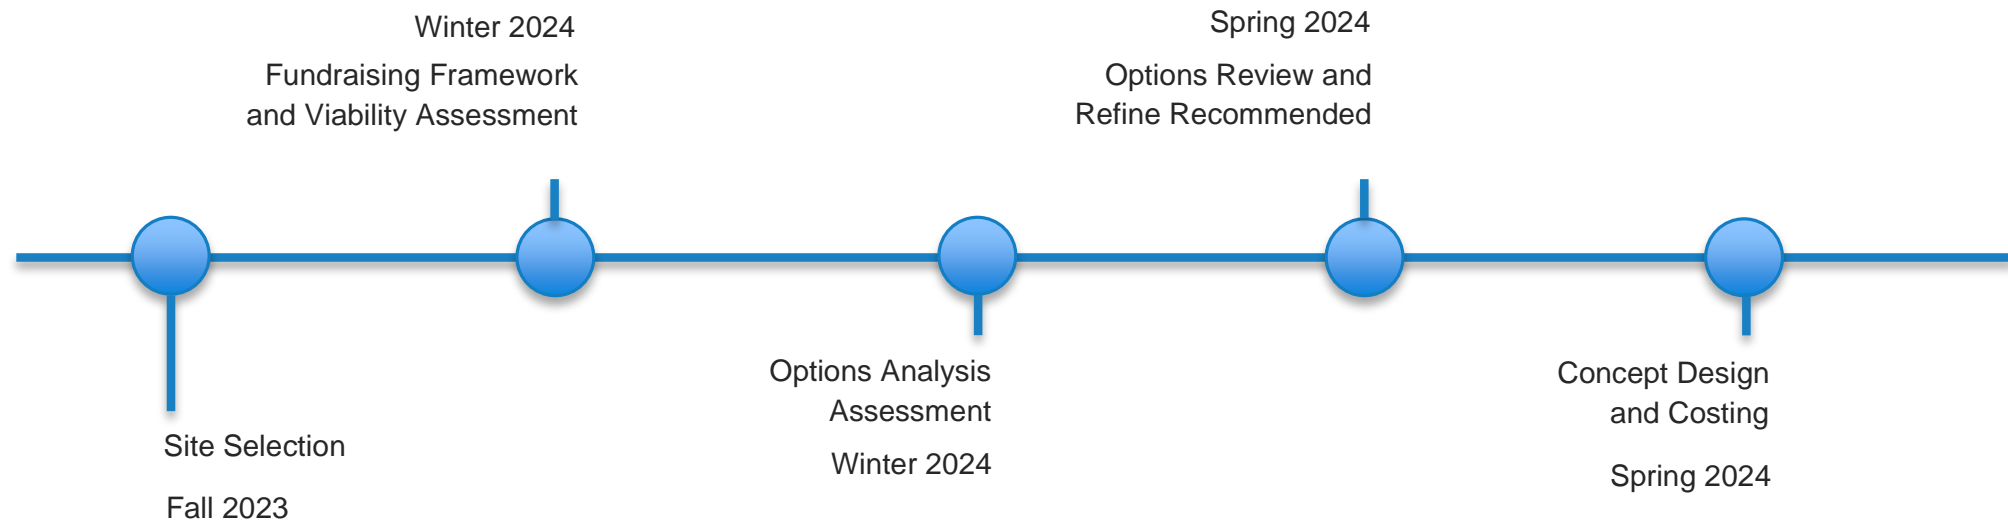 Winter 2024
Fundraising Framework
and Viability Assessment
Spring 2024
Options Review and
Refine Recommended
Site Selection
Fall 2023
Options Analysis
Assessment
Winter 2024
Concept Design
and Costing
Spring 2024